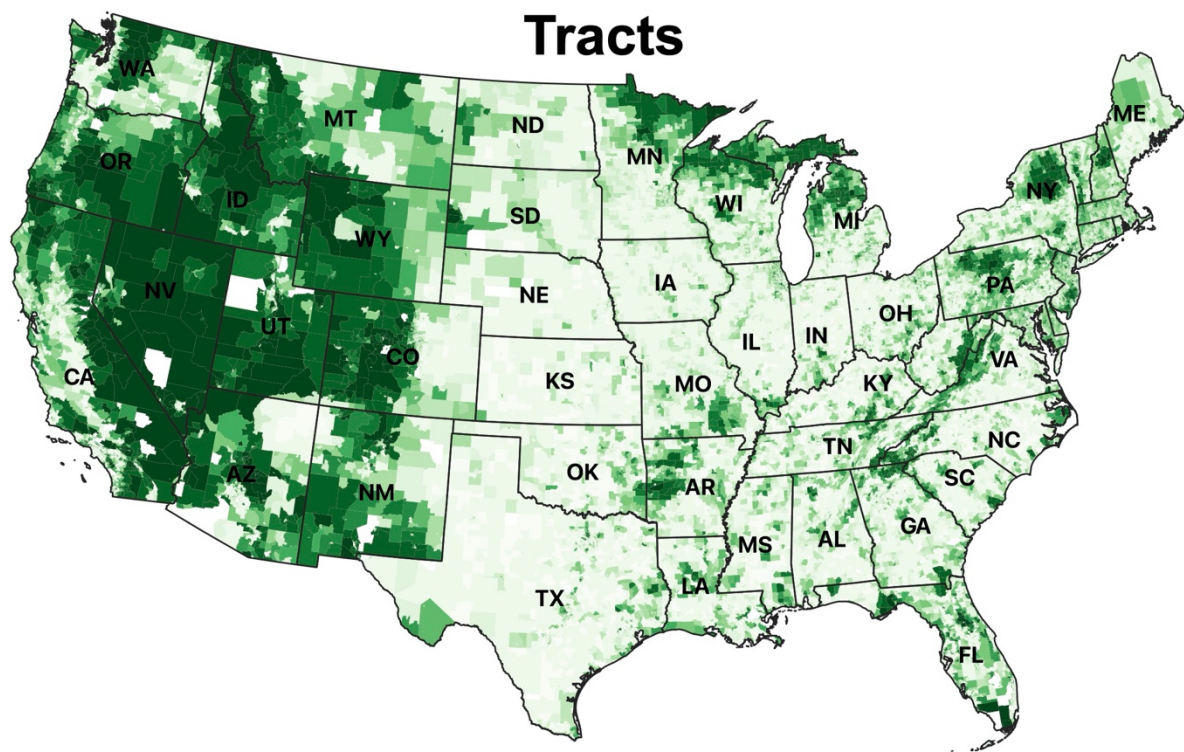 Tracts
WA
MT
ND
MN
ME
OR
ID
SD
WI
MI
NY
WY
NV
NE
IA
PA
UT
CO
IL
IN
OH
CA
KS
MO
KY
VA
TN
NC
AZ
NM
OK
AR
SC
MS
AL
GA
TX
LA
FL